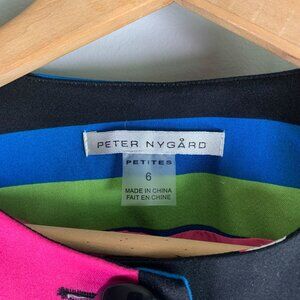 PETER NYGÅRD
PETITES
6
MADE IN CHINA
FAIT EN CHINE